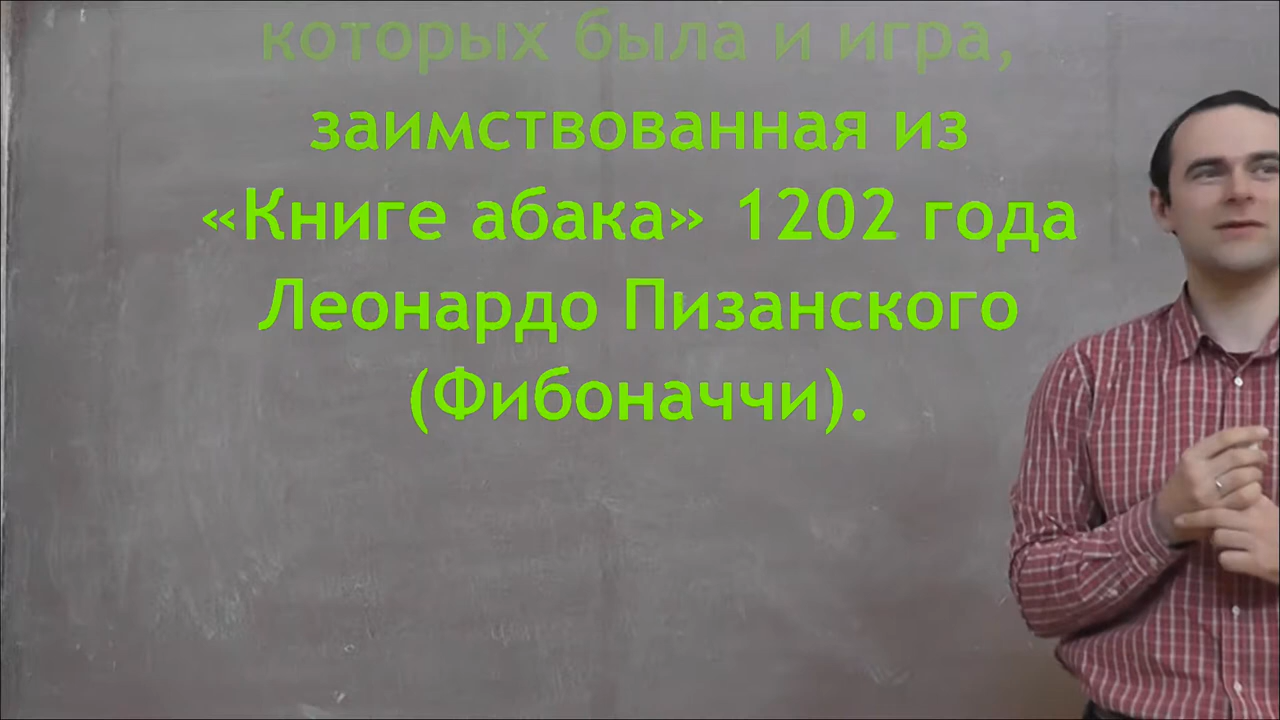 которых была и игра,
заимствованная из
«Книге абака» 1202 года
Леонардо Пизанского
(Фибоначчи).